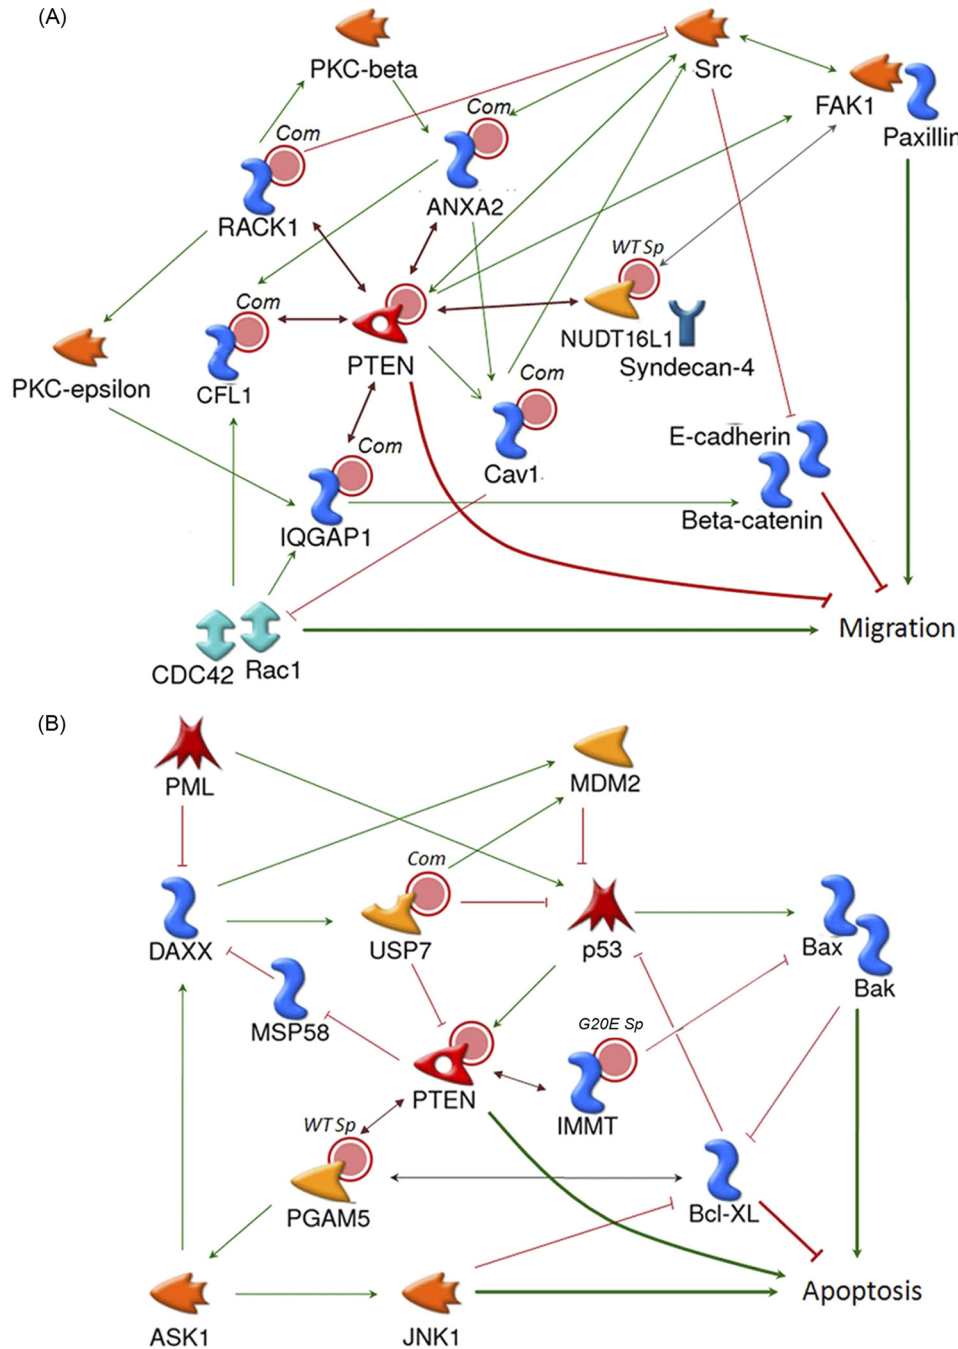 (A)
PKC-beta
Src
FAK1
Paxillin
Com
RACK1
Com
ANXA2
WT Sp
NUDT16L1
Syndecan-4
PKC-epsilon
Com
CFL1
PTEN
Com
Cav1
E-cadherin
Beta-catenin
Com
IQGAP1
CDC42
Rac1
Migration
(B)
PML
MDM2
Com
DAXX
USP7
p53
Bax
Bak
MSP58
PTEN
G20E Sp
IMMT
WT Sp
PGAM5
Bcl-XL
ASK1
JNK1
Apoptosis